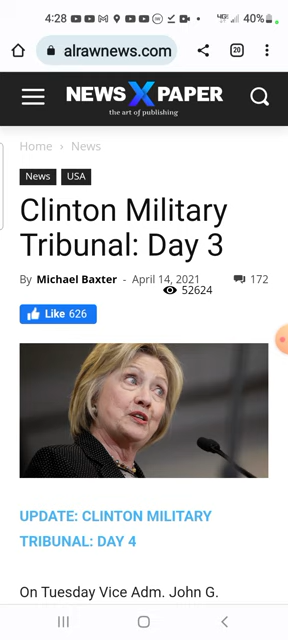 4:28 40%
alrawnews.com 20
NEWS X PAPER
the art of publishing
Home › News
News USA
Clinton Military
Tribunal: Day 3
By Michael Baxter - April 14, 2021 172
52624
Like 626
UPDATE: CLINTON MILITARY
TRIBUNAL: DAY 4
On Tuesday Vice Adm. John G.